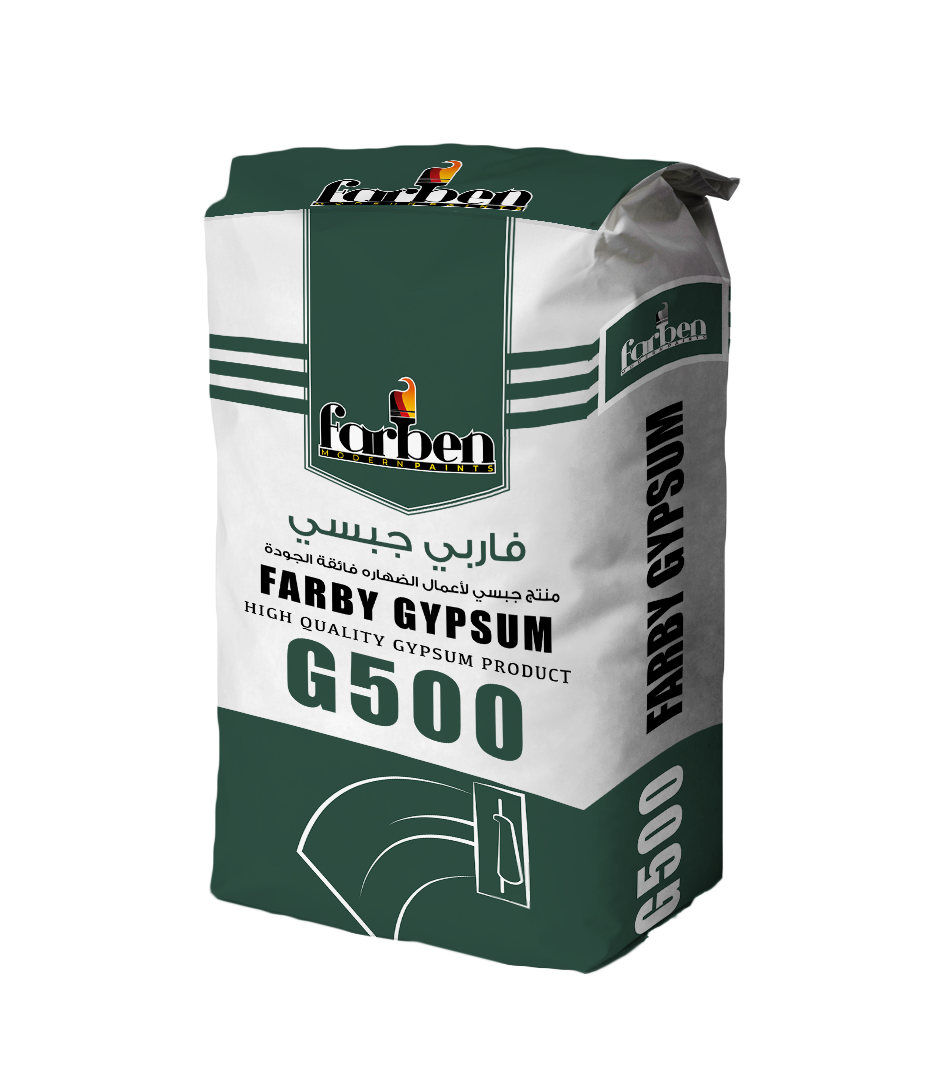 farben
farben
MODERNPAINTS
فاربي جبسي
منتج جبسي لأعمال الضهاره فائقة الجودة
FARBY GYPSUM
HIGH QUALITY GYPSUM PRODUCT
G500
farben
MODERNPAINTS
FARBY GYPSUM
G500